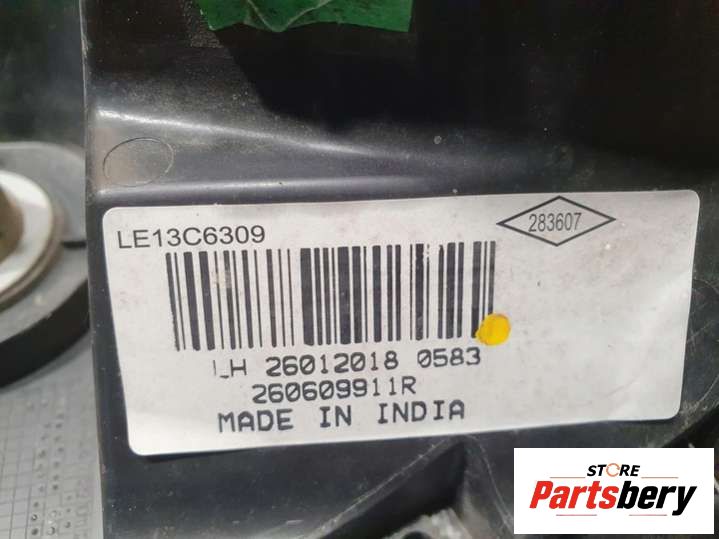 LE13C6309
283607
LH 26012018 0583
260609911R
MADE IN INDIA
STORE
Partsbery